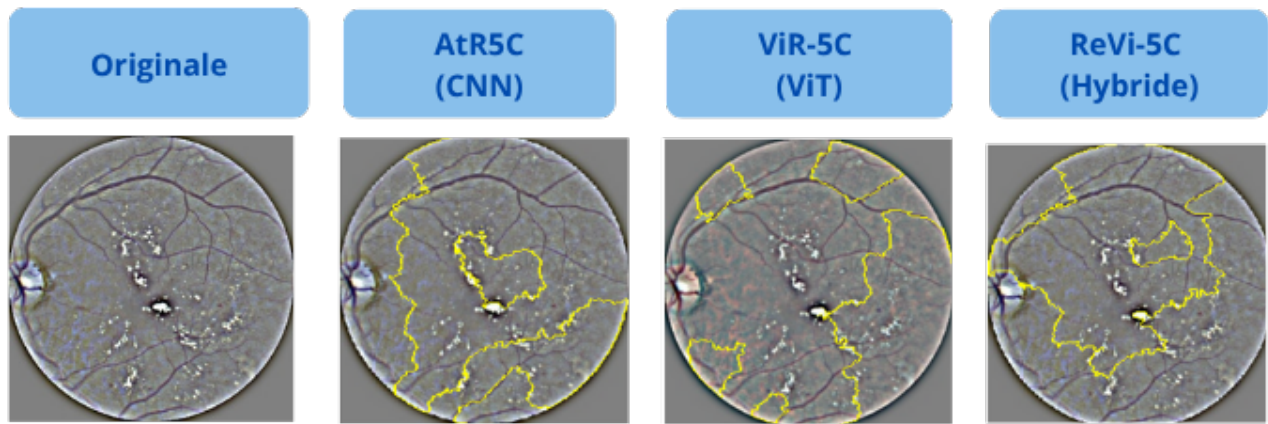 Originale
AtR5C
(CNN)
ViR-5C
(ViT)
ReVi-5C
(Hybride)